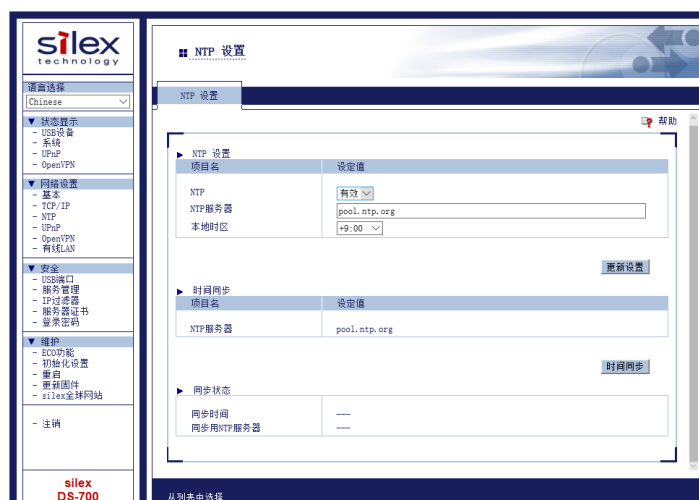 silex
technology
语言选择
Chinese
▼ 状态显示
- USB设备
- 系统
- UPnP
- OpenVPN
▼ 网络设置
- 基本
- TCP/IP
- NTP
- UPnP
- OpenVPN
- 有线LAN
▼ 安全
- USB端口
- 服务管理
- IP过滤器
- 服务器证书
- 登录密码
▼ 维护
- ECO功能
- 初始化设置
- 重启
- 更新固件
- silex全球网站
- 注销
silex
DS-700
NTP 设置
NTP 设置
帮助
NTP 设置
项目名 设定值
NTP 有效
NTP服务器 pool.ntp.org
本地时区 +9:00
更新设置
时间同步
项目名 设定值
NTP服务器 pool.ntp.org
时间同步
同步状态
同步时间 ---
同步用NTP服务器 ---
从列表中选择